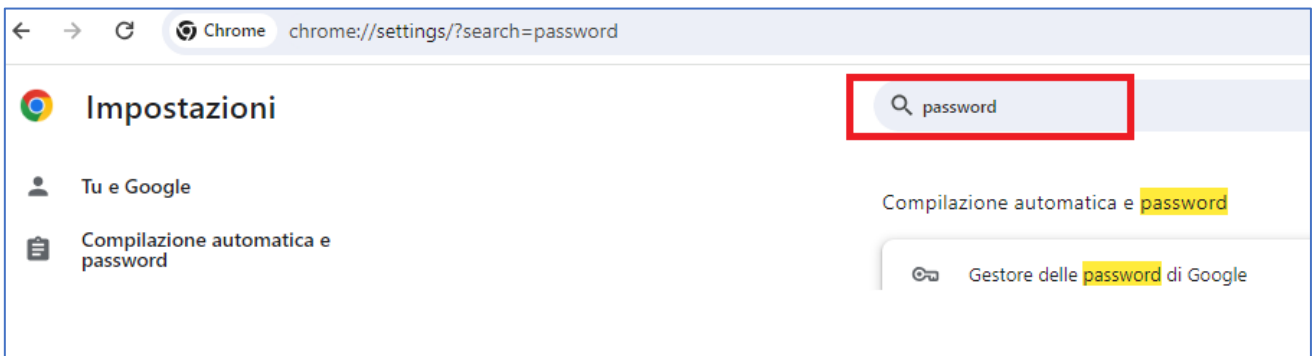 Chrome chrome://settings/?search=password
Impostazioni
password
Tu e Google
Compilazione automatica e
password
Compilazione automatica e password
Gestore delle password di Google